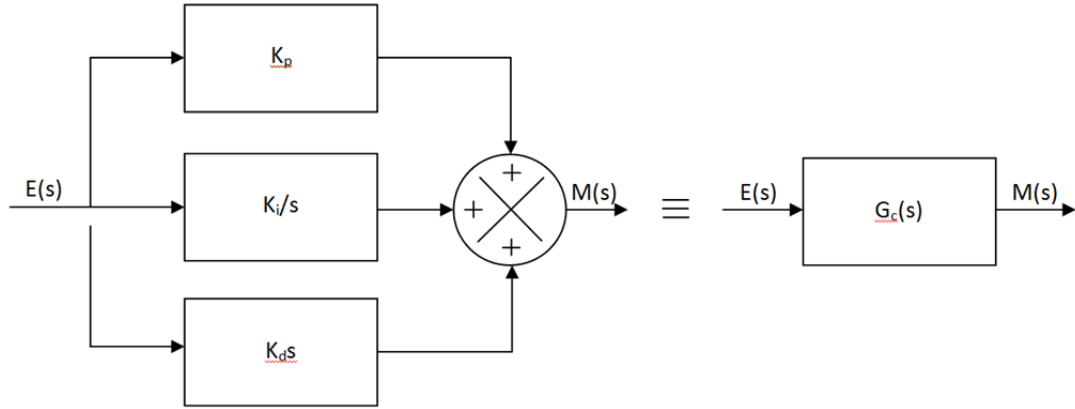 Kp
E(s)
Ki/s
+
+
+
M(s)
≡
E(s)
Gc(s)
M(s)
Kds